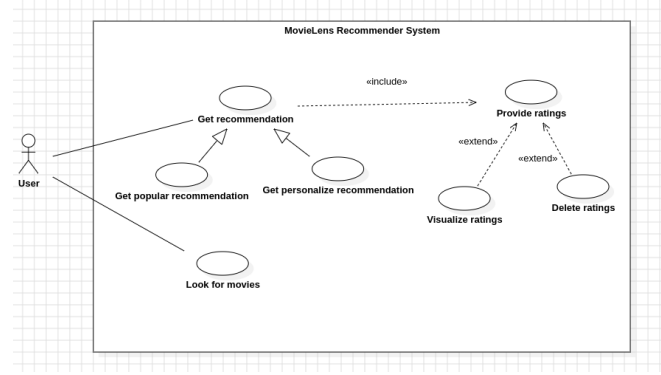 MovieLens Recommender System
«include»
Get recommendation
Provide ratings
«extend»
«extend»
User
Get popular recommendation
Get personalize recommendation
Visualize ratings
Delete ratings
Look for movies